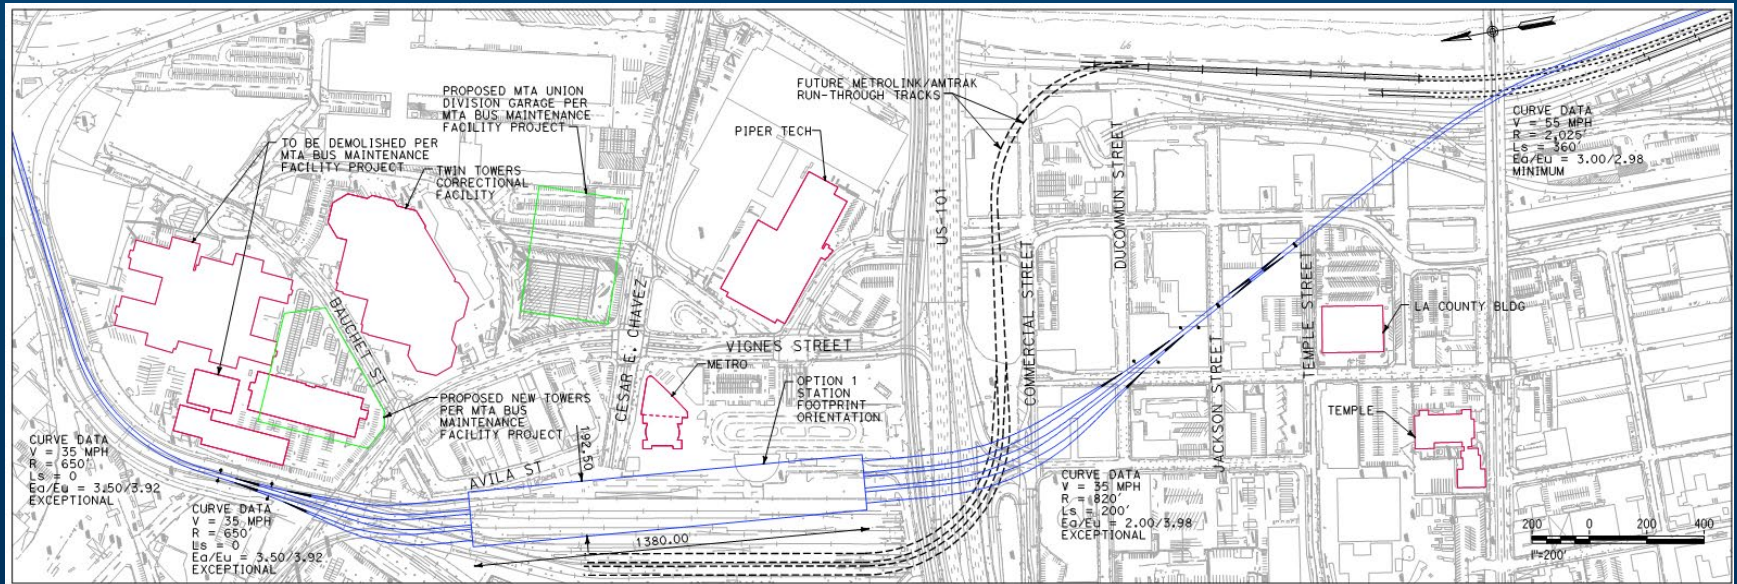 FUTURE METROLINK/AMTRAK
RUN-THROUGH TRACKS
PROPOSED MTA UNION
DIVISION GARAGE PER
MTA BUS MAINTENANCE
FACILITY PROJECT
PIPER TECH
TO BE DEMOLISHED PER
MTA BUS MAINTENANCE
FACILITY PROJECT
TWIN TOWERS
CORRECTIONAL
FACILITY
CURVE DATA
V = 55 MPH
R = 2,025'
Ls = 360'
Ea/Eu = 3.00/2.98
MINIMUM
US-101
DUCOMMUN STREET
COMMERCIAL STREET
BAUCHET ST
CESAR E. CHAVEZ
VIGNES STREET
JACKSON STREET
TEMPLE STREET
LA COUNTY BLDG
METRO
OPTION 1
STATION
FOOTPRINT
ORIENTATION
PROPOSED NEW TOWERS
PER MTA BUS
MAINTENANCE
FACILITY PROJECT
TEMPLE
192.50
AVILA ST
CURVE DATA
V = 35 MPH
R = 650'
Ls = 0
Ea/Eu = 3.50/3.92
EXCEPTIONAL
CURVE DATA
V = 35 MPH
R = 650'
Ls = 0
Ea/Eu = 3.50/3.92
EXCEPTIONAL
CURVE DATA
V = 35 MPH
R = 820'
Ls = 200'
Ea/Eu = 2.00/3.98
EXCEPTIONAL
1380.00
200 0 200 400
1"=200'